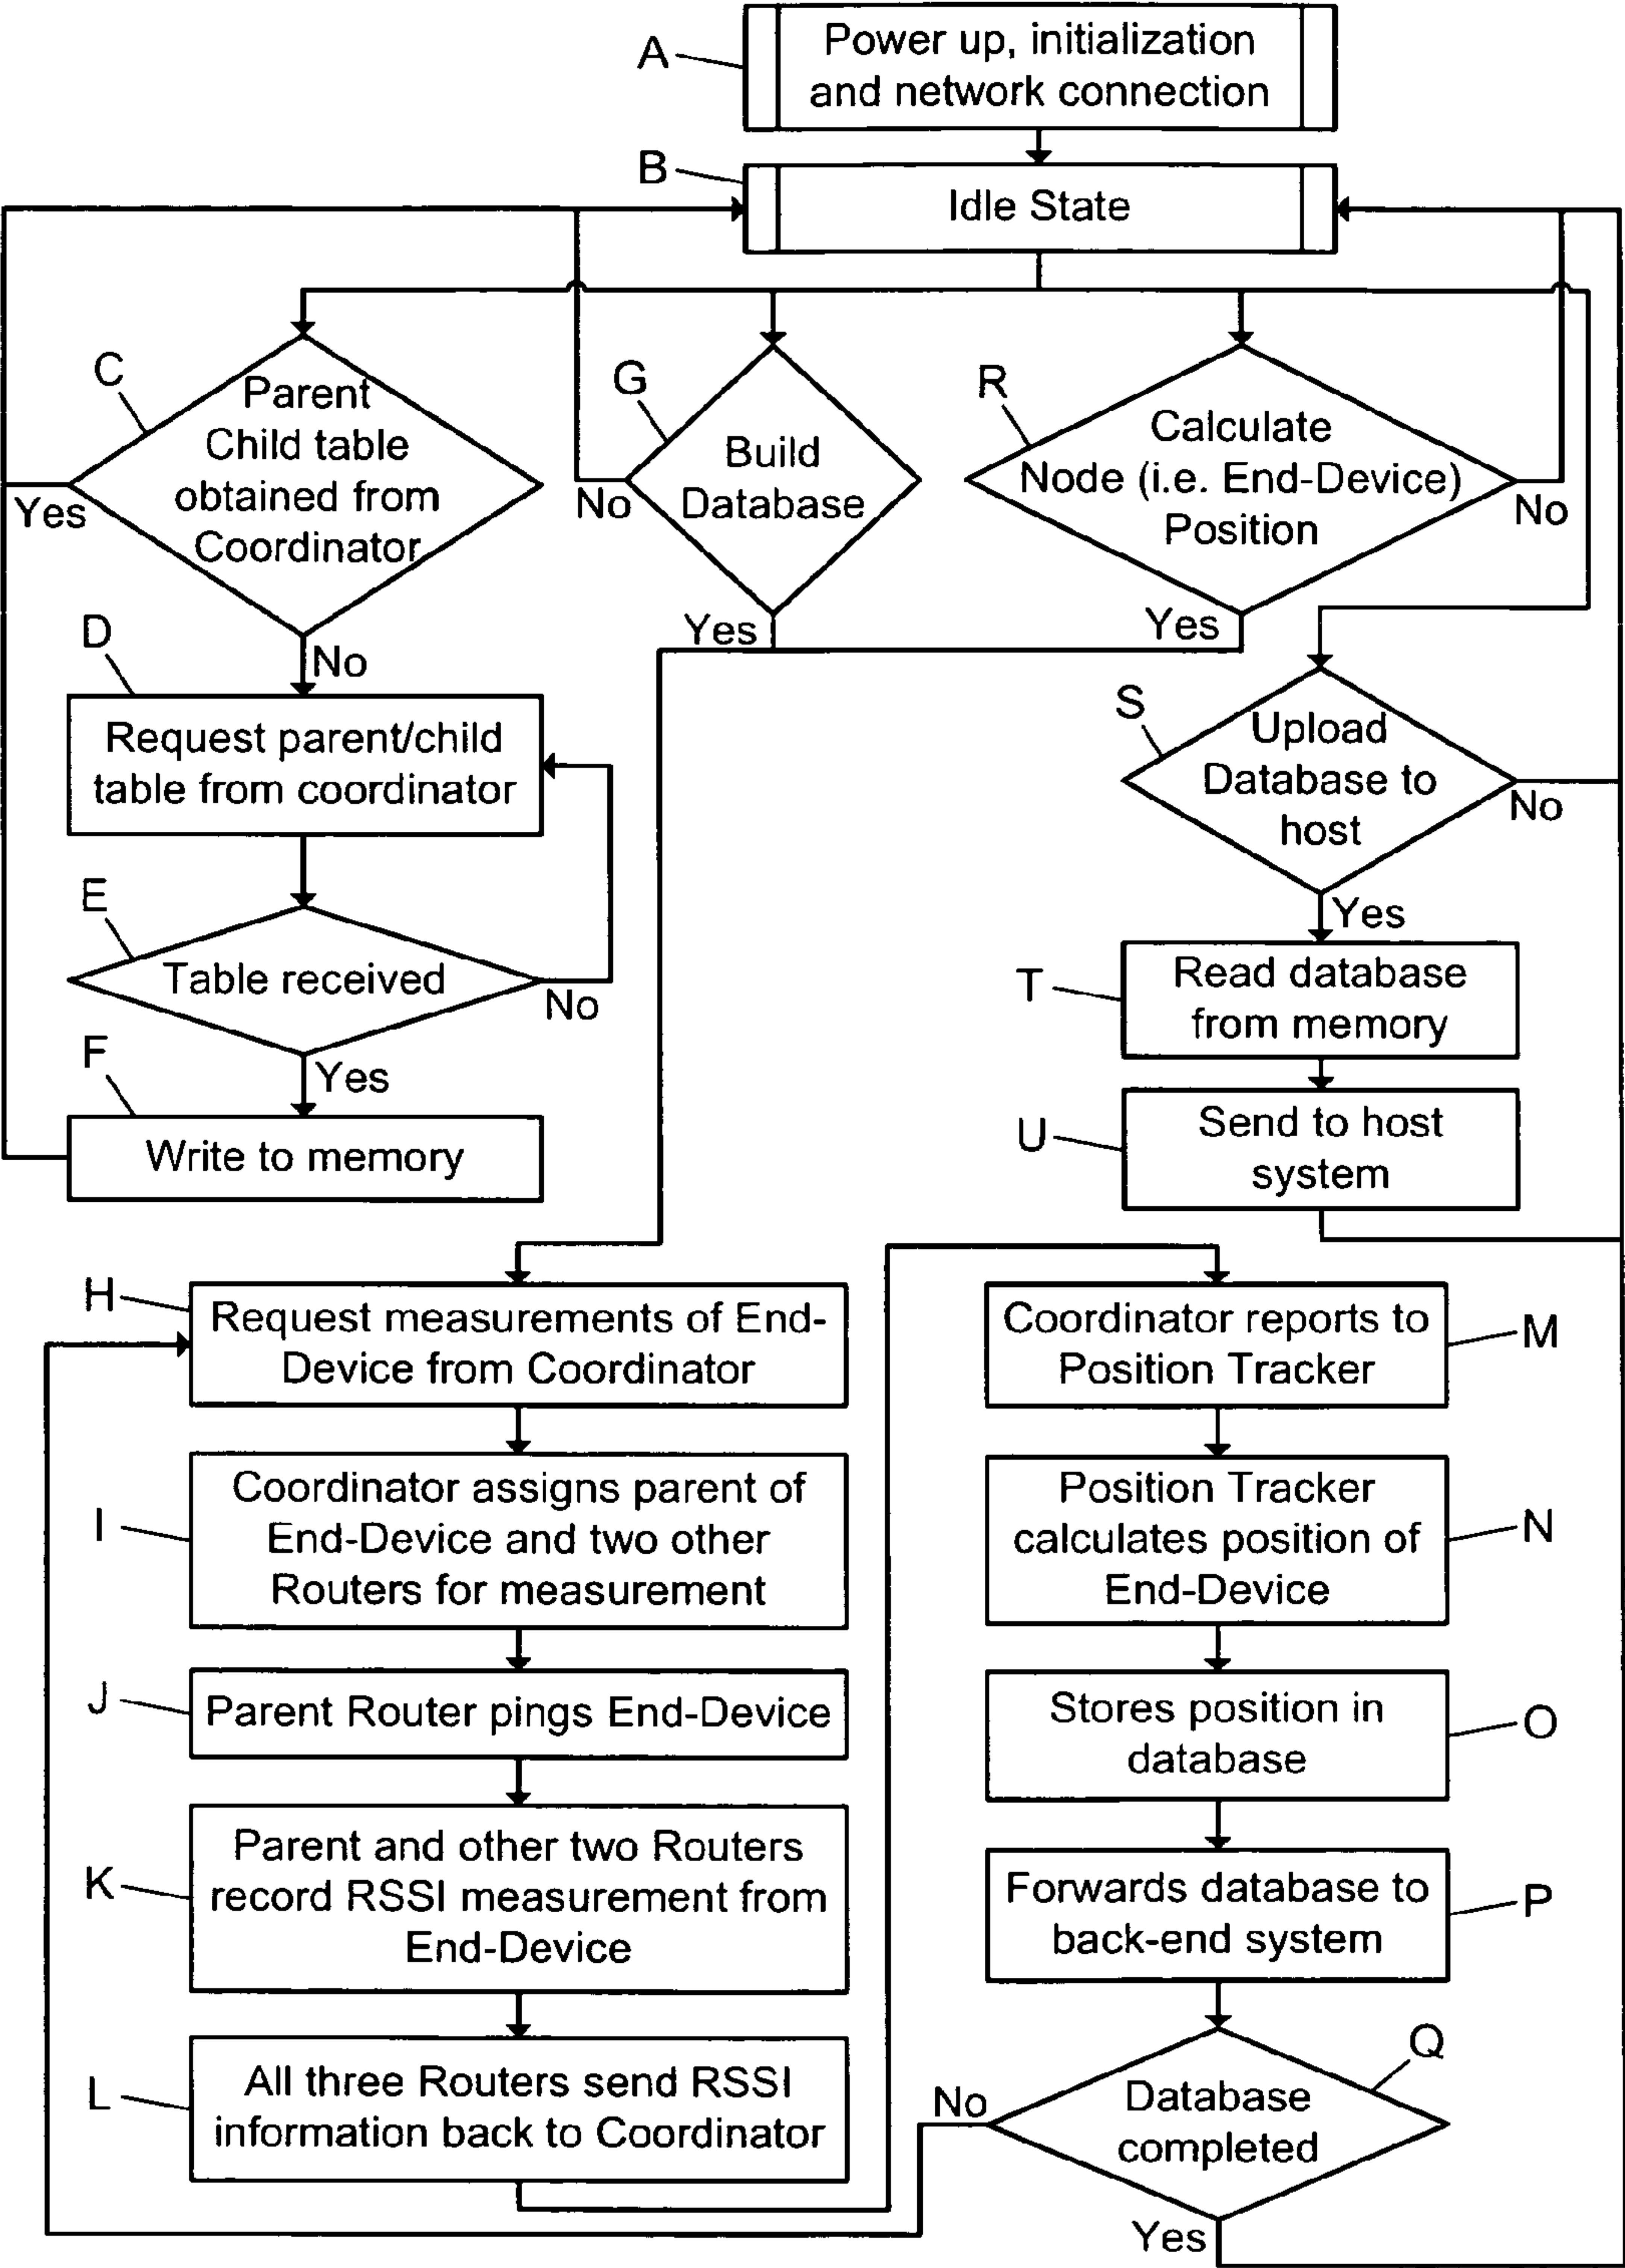 A
Power up, initialization
and network connection
B
Idle State
C
Parent
Child table
obtained from
Coordinator
Yes
No
G
Build
Database
No
Yes
R
Calculate
Node (i.e. End-Device)
Position
No
Yes
D
Request parent/child
table from coordinator
E
Table received
No
Yes
F
Write to memory
S
Upload
Database to
host
No
Yes
T
Read database
from memory
U
Send to host
system
H
Request measurements of End-
Device from Coordinator
I
Coordinator assigns parent of
End-Device and two other
Routers for measurement
J
Parent Router pings End-Device
K
Parent and other two Routers
record RSSI measurement from
End-Device
L
All three Routers send RSSI
information back to Coordinator
Coordinator reports to
Position Tracker
M
Position Tracker
calculates position of
End-Device
N
Stores position in
database
O
Forwards database to
back-end system
P
Q
Database
completed
No
Yes